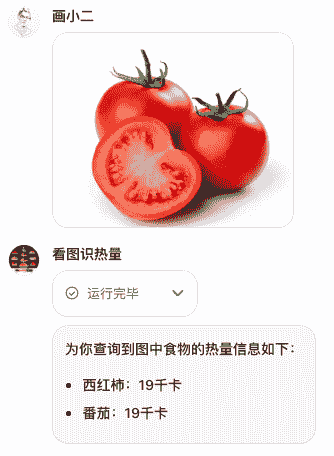 画小二
看图识热量
运行完毕
为你查询到图中食物的热量信息如下：
西红柿：19千卡
番茄：19千卡